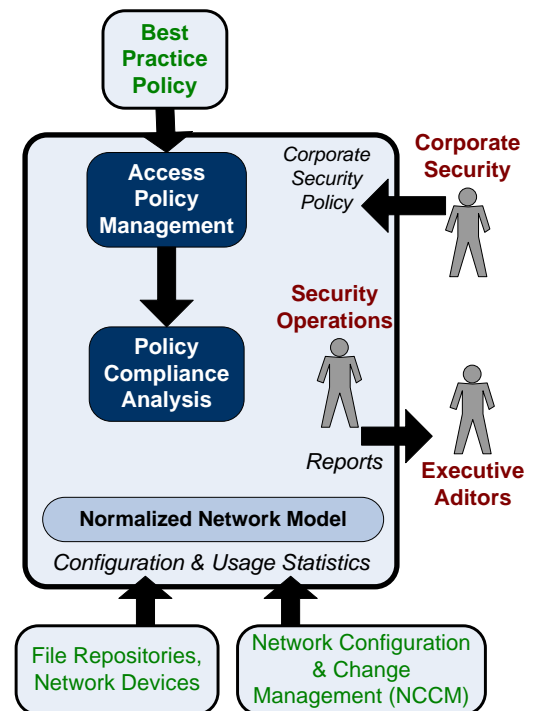 Best
Practice
Policy
Access
Policy
Management
Corporate
Security
Policy
Corporate
Security
Security
Operations
Policy
Compliance
Analysis
Reports
Executive
Aditors
Normalized Network Model
Configuration & Usage Statistics
File Repositories,
Network Devices
Network Configuration
& Change
Management (NCCM)